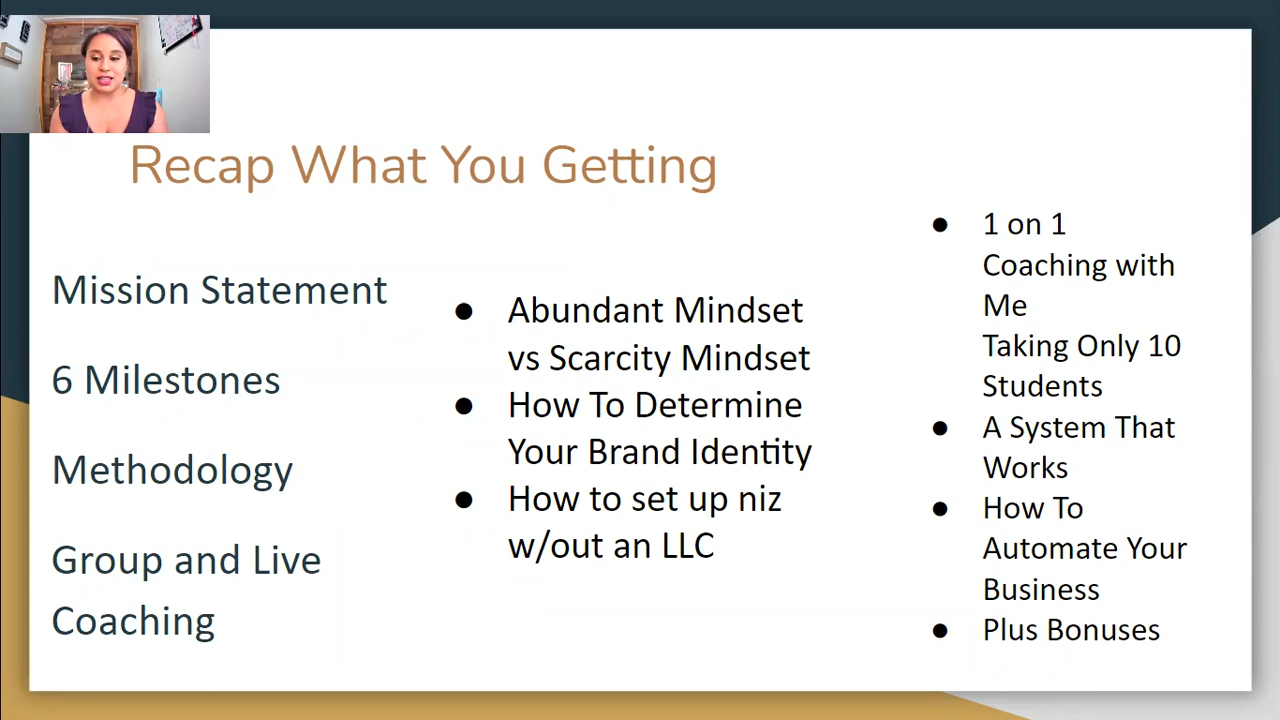 Recap What You Getting
Mission Statement
6 Milestones
Methodology
Group and Live
Coaching
● Abundant Mindset
vs Scarcity Mindset
● How To Determine
Your Brand Identity
● How to set up niz
w/out an LLC
● 1 on 1
Coaching with
Me
Taking Only 10
Students
● A System That
Works
● How To
Automate Your
Business
● Plus Bonuses